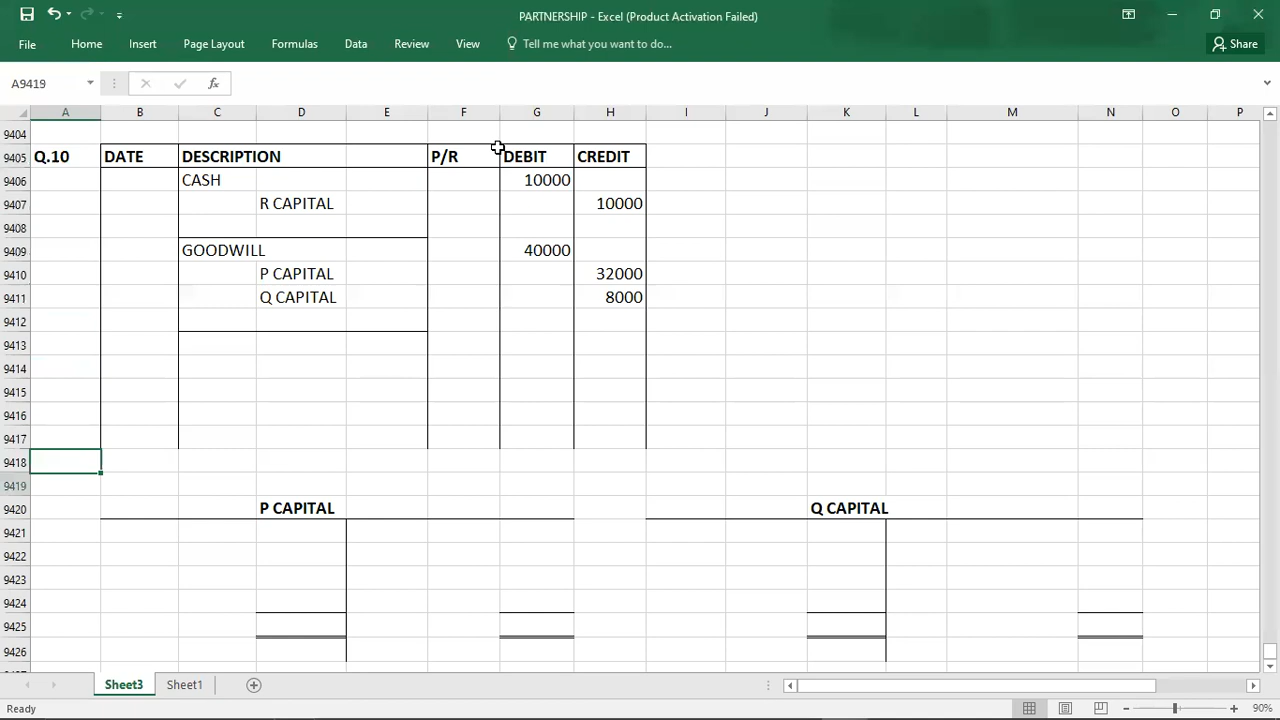 PARTNERSHIP - Excel (Product Activation Failed)
File Home Insert Page Layout Formulas Data Review View Tell me what you want to do... Share
A9419 fx
A B C D E F G H I J K L M N O P
9404
9405 Q.10 DATE DESCRIPTION P/R DEBIT CREDIT
9406 CASH 10000
9407 R CAPITAL 10000
9408
9409 GOODWILL 40000
9410 P CAPITAL 32000
9411 Q CAPITAL 8000
9412
9413
9414
9415
9416
9417
9418
9419
9420 P CAPITAL Q CAPITAL
9421
9422
9423
9424
9425
9426
Sheet3 Sheet1
Ready 90%